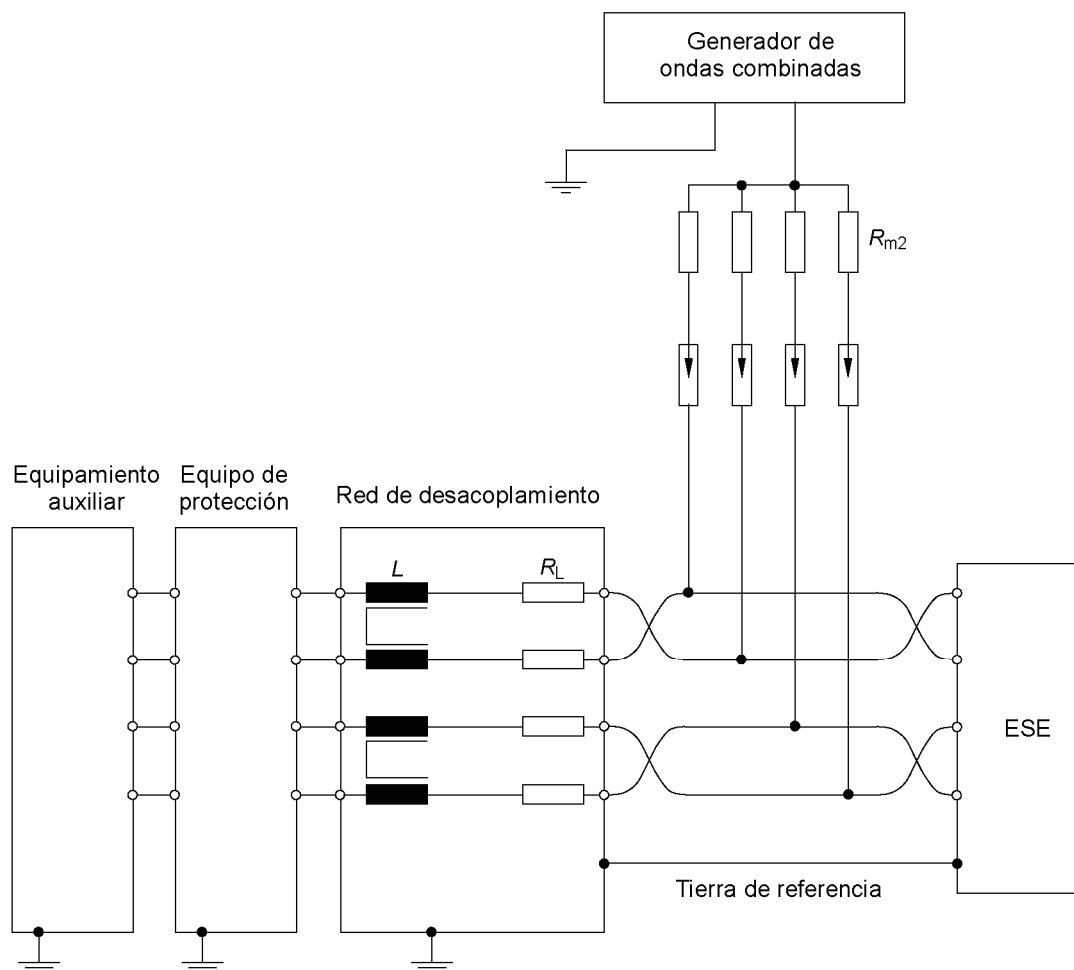 Generador de
ondas combinadas
Rm2
Equipamiento
auxiliar
Equipo de
protección
Red de desacoplamiento
L
RL
ESE
Tierra de referencia